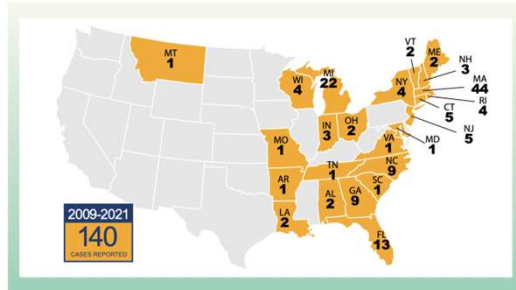 MT
1
VT
2
ME
2
NH
3
MA
44
RI
4
CT
5
NJ
5
MD
1
NY
4
WI
4
MI
22
IN
3
OH
2
MO
1
VA
1
NC
9
TN
1
SC
1
AR
1
LA
2
AL
2
GA
9
FL
13
2009-2021
140
CASES REPORTED